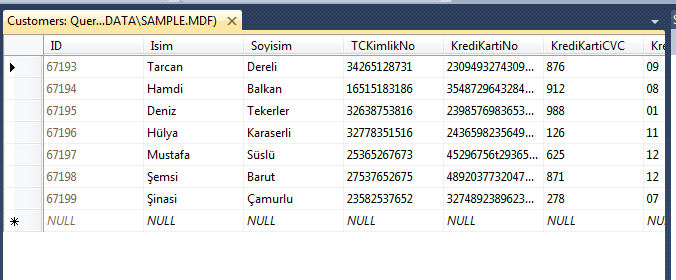 Customers: Quer...DATA\SAMPLE.MDF)
ID Isim Soyisim TCKimlikNo KrediKartiNo KrediKartiCVC Kre
67193 Tarcan Dereli 34265128731 2309493274309... 876 09
67194 Hamdi Balkan 16515183186 3548729643284... 912 08
67195 Deniz Tekerler 32638753816 2398576983653... 988 01
67196 Hülya Karaserli 32778351516 2436598235649... 126 11
67197 Mustafa Süslü 25365267673 45296756t29365... 625 12
67198 Şemsi Barut 27537652675 4892037732047... 871 12
67199 Şinasi Çamurlu 23582537652 3274892389623... 278 07
NULL NULL NULL NULL NULL NULL NULL